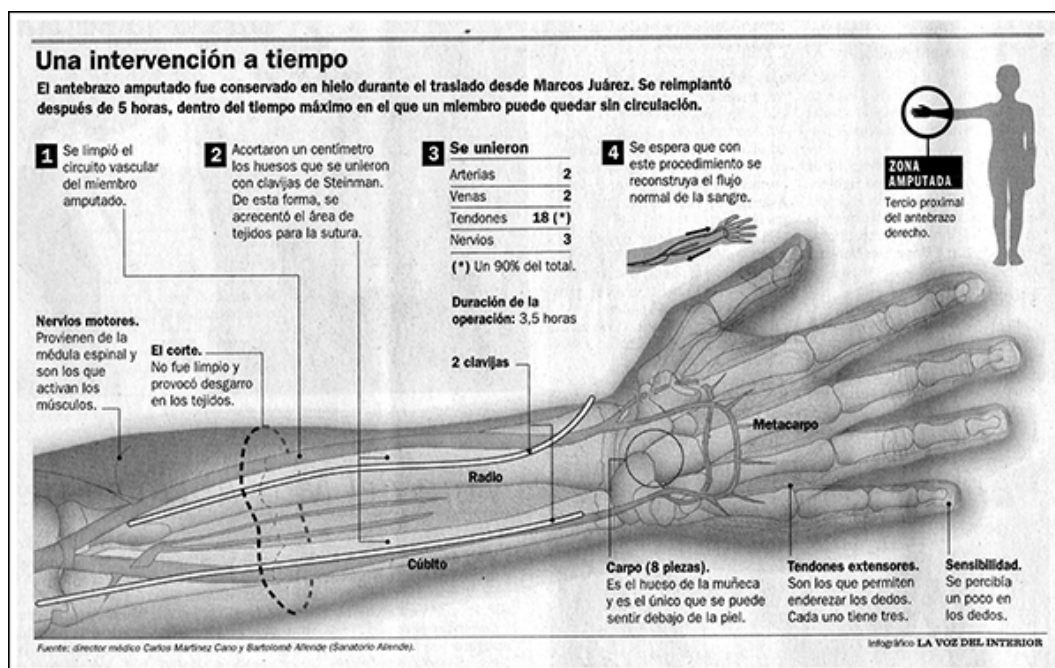 Una intervención a tiempo
El antebrazo amputado fue conservado en hielo durante el traslado desde Marcos Juárez. Se reimplantó
después de 5 horas, dentro del tiempo máximo en el que un miembro puede quedar sin circulación.
1
Se limpió el
circuito vascular
del miembro
amputado.
2
Acortaron un centímetro
los huesos que se unieron
con clavijas de Steinman.
De esta forma, se
acrecentó el área de
tejidos para la sutura.
3
Se unieron
Arterias 2
Venas 2
Tendones 18 (*)
Nervios 3
(*) Un 90% del total.
Duración de la
operación: 3,5 horas
4
Se espera que con
este procedimiento se
reconstruya el flujo
normal de la sangre.
ZONA
AMPUTADA
Tercio proximal
del antebrazo
derecho.
Nervios motores.
Provienen de la
médula espinal y
son los que
activan los
músculos.
El corte.
No fue limpio y
provocó desgarro
en los tejidos.
2 clavijas
Metacarpo
Radio
Cúbito
Carpo (8 piezas).
Es el hueso de la muñeca
y es el único que se puede
sentir debajo de la piel.
Tendones extensores.
Son los que permiten
enderezar los dedos.
Cada uno tiene tres.
Sensibilidad.
Se percibía
un poco en
los dedos.
Fuente: director médico Carlos Martínez Cano y Bartolomé Allende (Sanatorio Allende).
Infográfico LA VOZ DEL INTERIOR